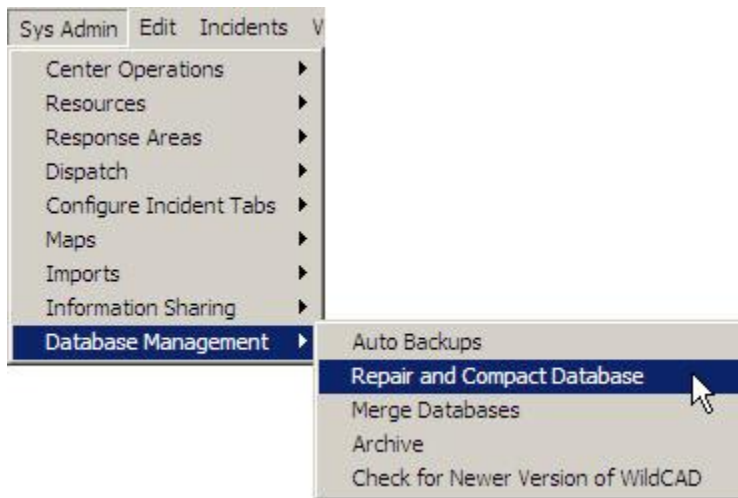 Sys Admin Edit Incidents
Center Operations
Resources
Response Areas
Dispatch
Configure Incident Tabs
Maps
Imports
Information Sharing
Database Management
Auto Backups
Repair and Compact Database
Merge Databases
Archive
Check for Newer Version of WildCAD